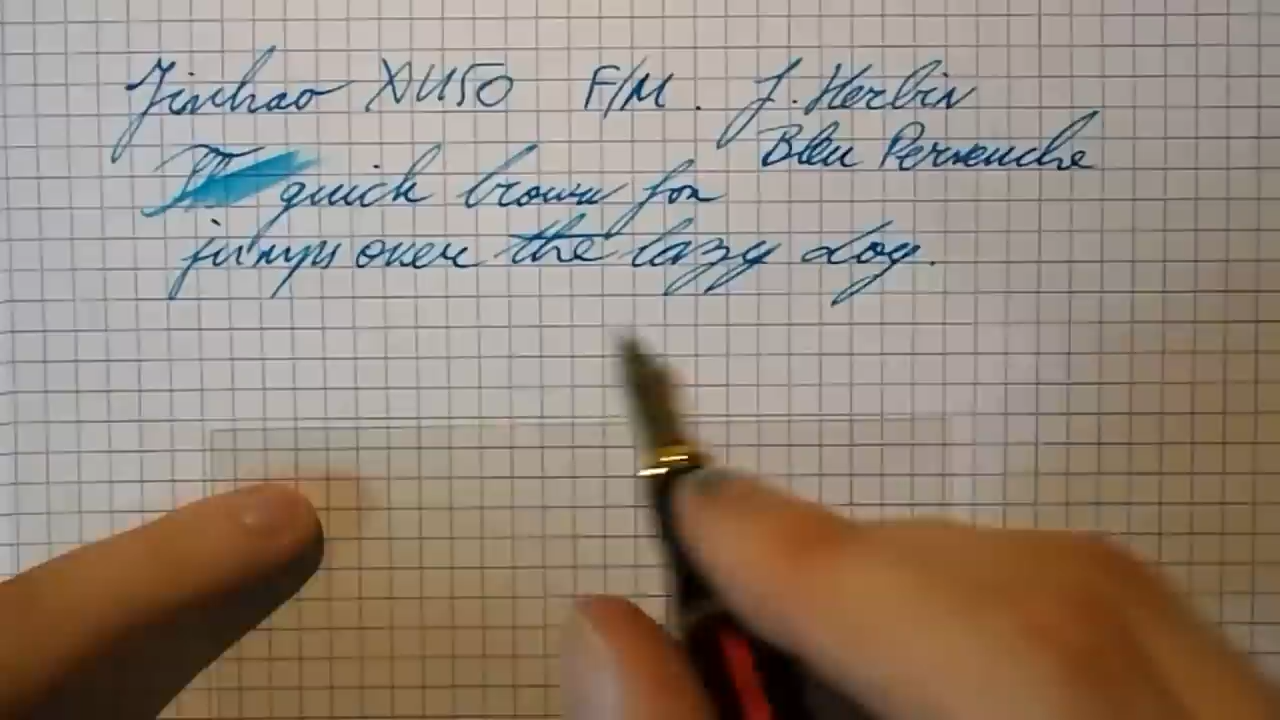 Jinhao X450 F/M. J. Herbin
Bleu Pervenche
quick brown fox
jumps over the lazy dog.